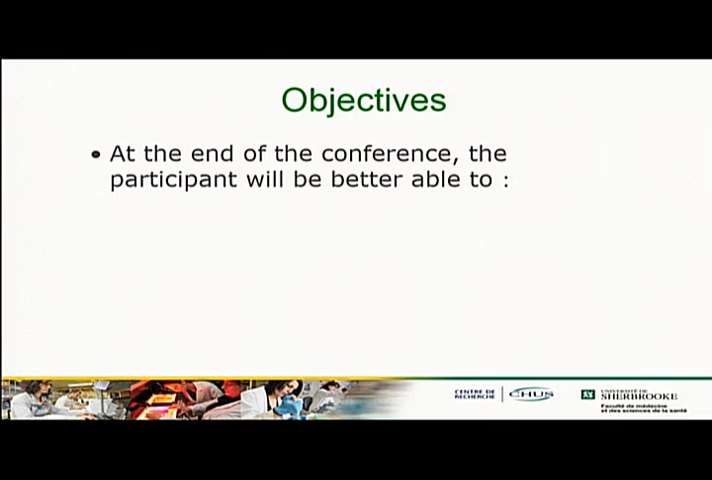 Objectives
• At the end of the conference, the
participant will be better able to :
CENTRE DE
RECHERCHE
CHUS
UNIVERSITÉ DE
SHERBROOKE
Faculté de médecine
et des sciences de la santé